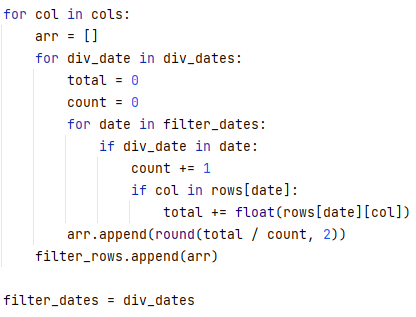 for col in cols:
    arr = []
    for div_date in div_dates:
        total = 0
        count = 0
        for date in filter_dates:
            if div_date in date:
                count += 1
                if col in rows[date]:
                    total += float(rows[date][col])
        arr.append(round(total / count, 2))
    filter_rows.append(arr)

filter_dates = div_dates